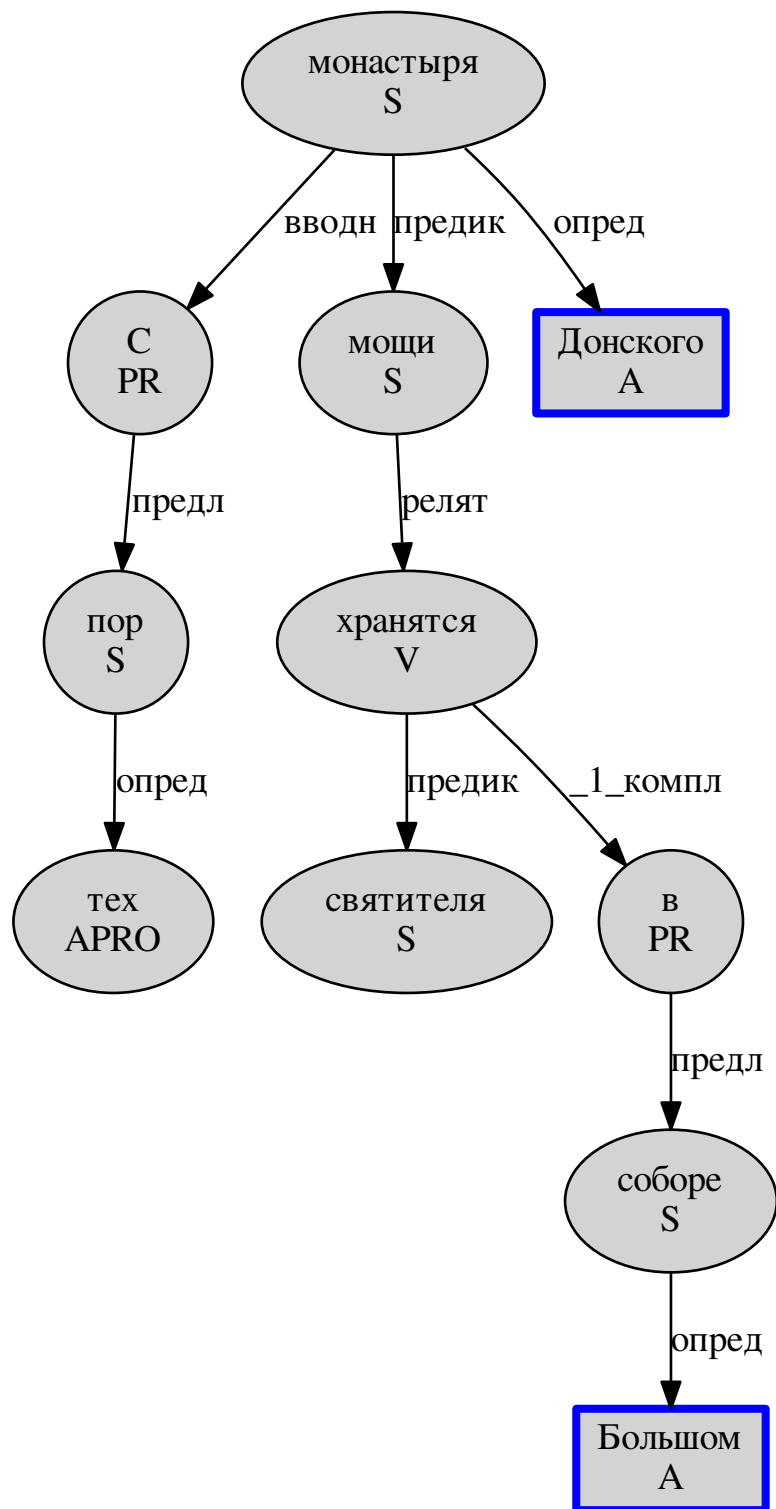 монастыря
S
вводн
предик
опред
С
PR
мощи
S
Донского
A
предл
релят
пор
S
хранятся
V
опред
предик
_1_компл
тех
APRO
святителя
S
в
PR
предл
соборе
S
опред
Большом
A